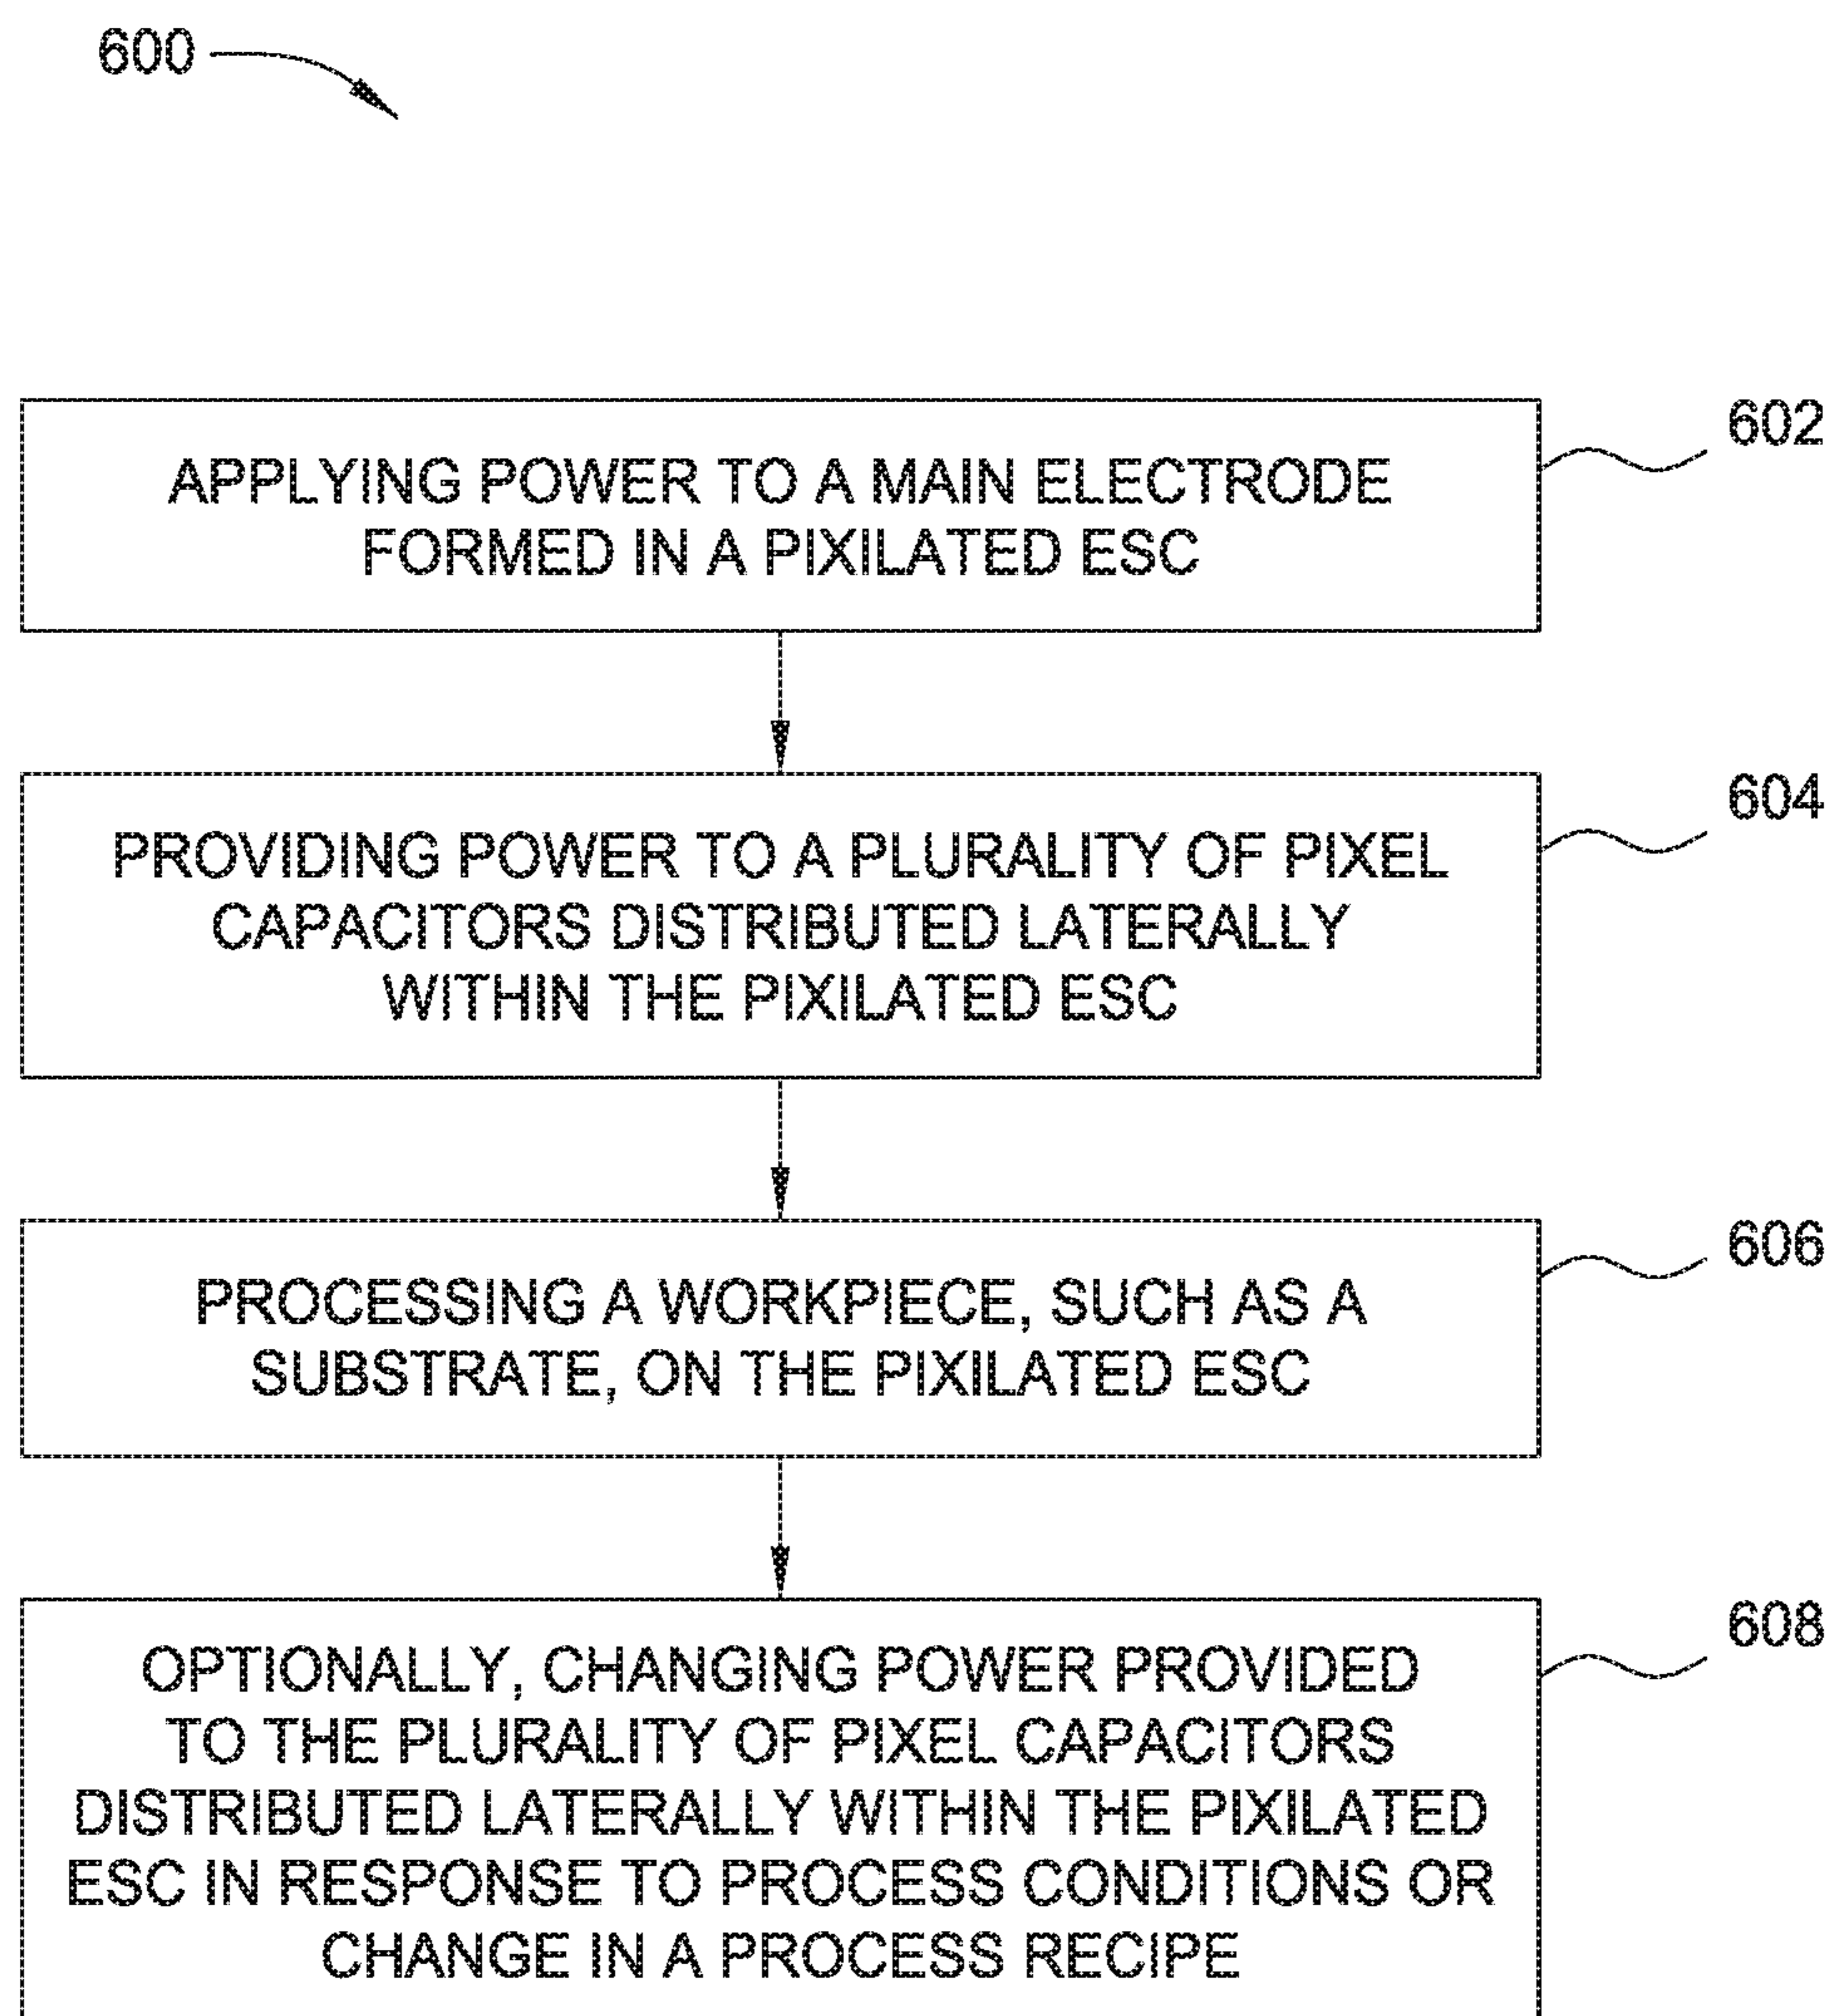 600
602
APPLYING POWER TO A MAIN ELECTRODE
FORMED IN A PIXILATED ESC
604
PROVIDING POWER TO A PLURALITY OF PIXEL
CAPACITORS DISTRIBUTED LATERALLY
WITHIN THE PIXILATED ESC
606
PROCESSING A WORKPIECE, SUCH AS A
SUBSTRATE, ON THE PIXILATED ESC
608
OPTIONALLY, CHANGING POWER PROVIDED
TO THE PLURALITY OF PIXEL CAPACITORS
DISTRIBUTED LATERALLY WITHIN THE PIXILATED
ESC IN RESPONSE TO PROCESS CONDITIONS OR
CHANGE IN A PROCESS RECIPE